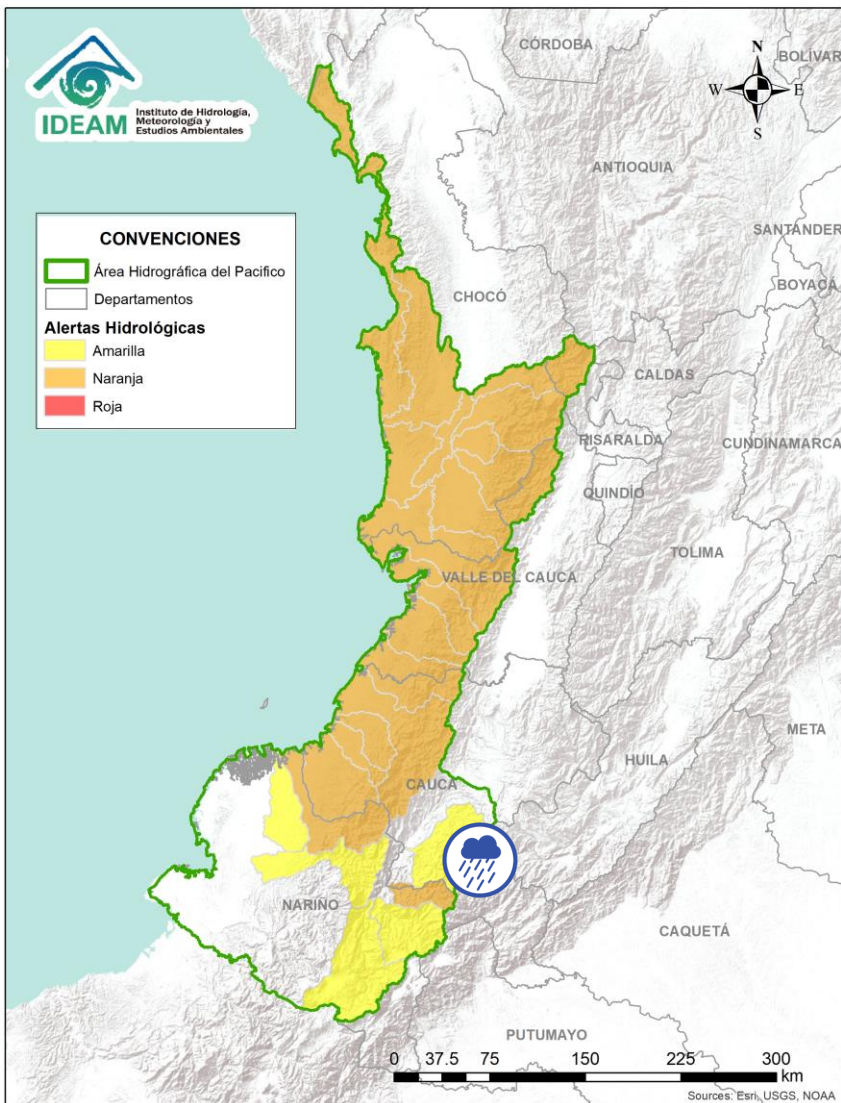 IDEAM
Instituto de Hidrología,
Meteorología y
Estudios Ambientales
CÓRDOBA
BOLÍVAR
N
W
E
S
ANTIOQUIA
SANTANDER
BOYACÁ
CONVENCIONES
Área Hidrográfica del Pacifico
Departamentos
Alertas Hidrológicas
Amarilla
Naranja
Roja
CHOCÓ
CALDAS
RISARALDA
CUNDINAMARCA
QUINDÍO
TOLIMA
VALLE DEL CAUCA
META
HUILA
CAUCA
NARIÑO
CAQUETÁ
PUTUMAYO
0 37.5 75 150 225 300
km
Sources: Esri, USGS, NOAA